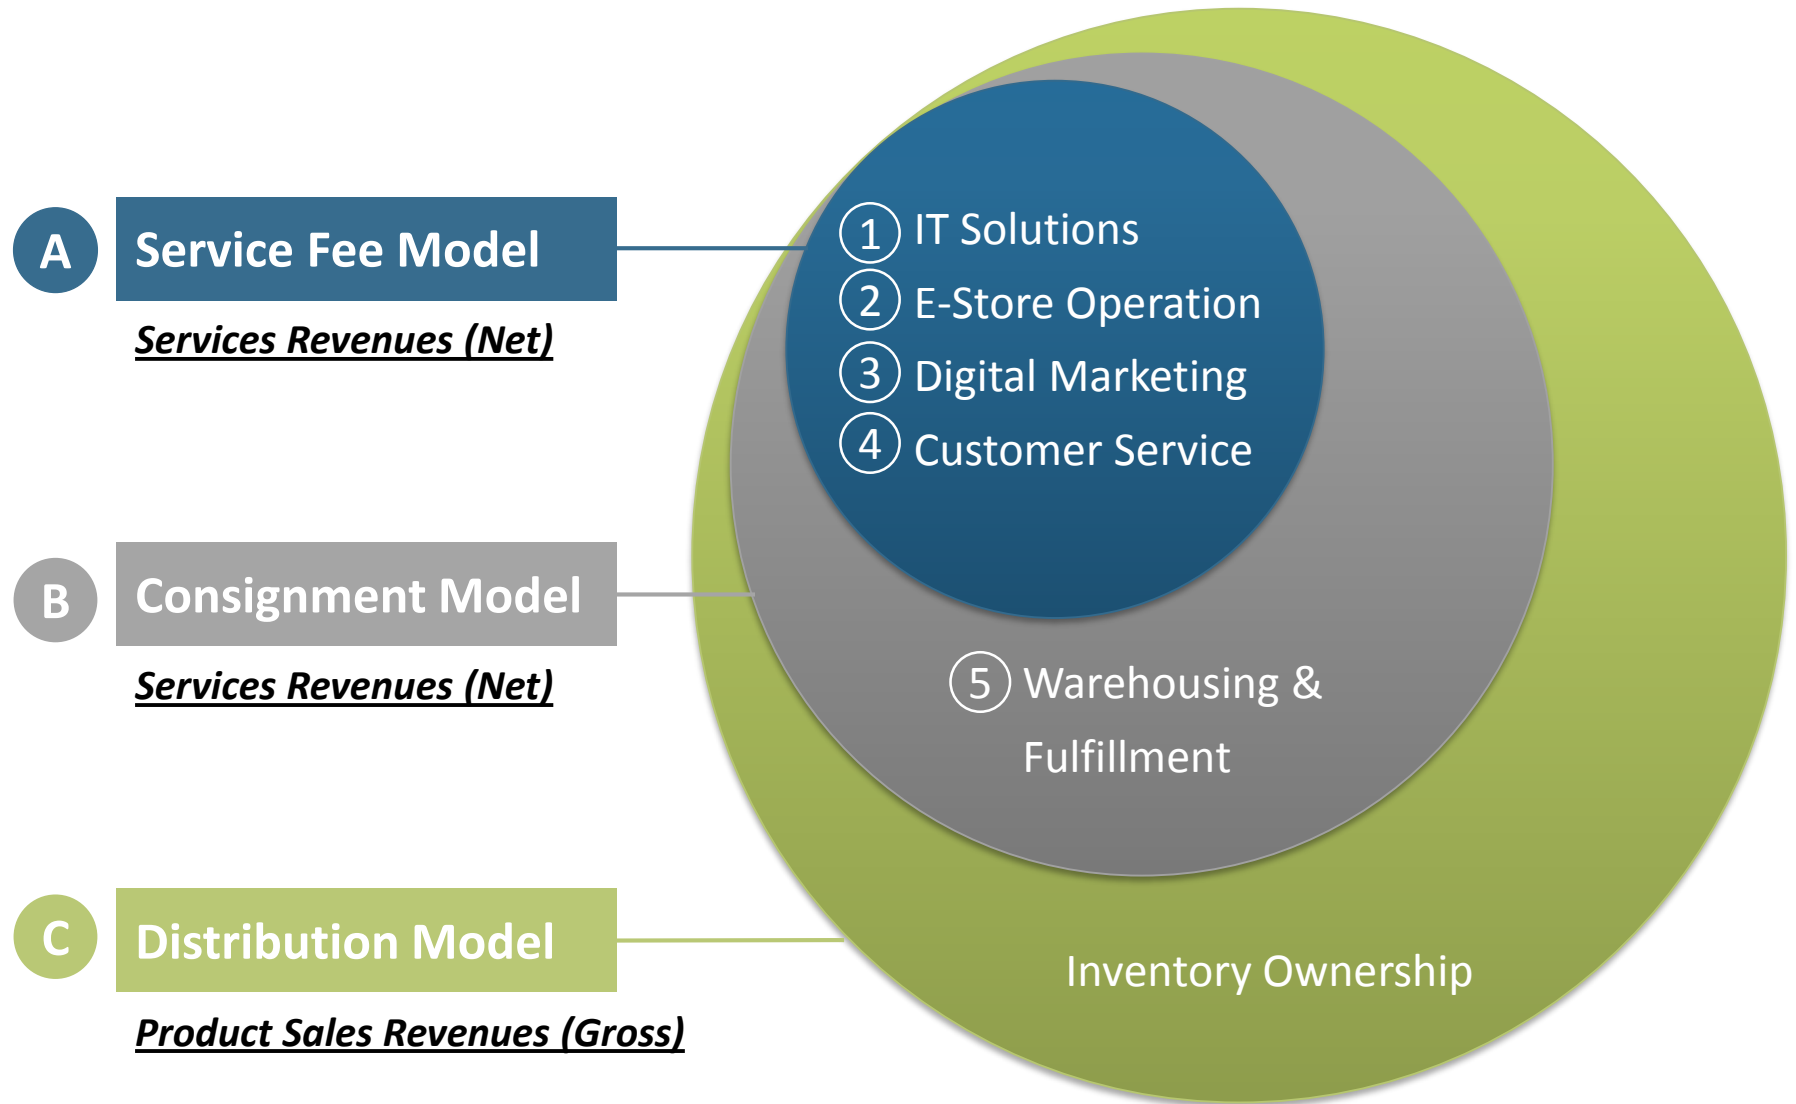 A Service Fee Model
Services Revenues (Net)
B Consignment Model
Services Revenues (Net)
C Distribution Model
Product Sales Revenues (Gross)
1 IT Solutions
2 E-Store Operation
3 Digital Marketing
4 Customer Service
5 Warehousing &
Fulfillment
Inventory Ownership